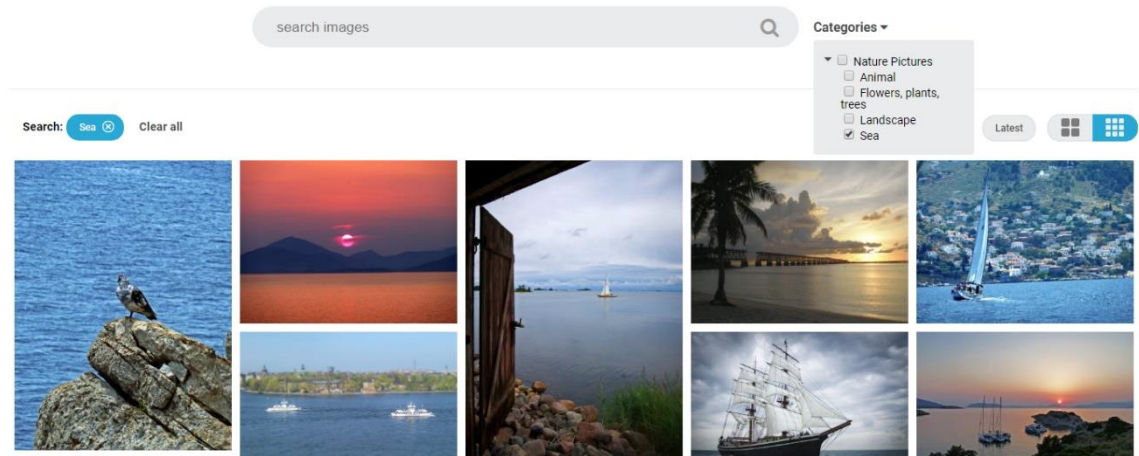 search images
Categories
Nature Pictures
Animal
Flowers, plants,
trees
Landscape
Sea
Search: Sea Clear all
Latest